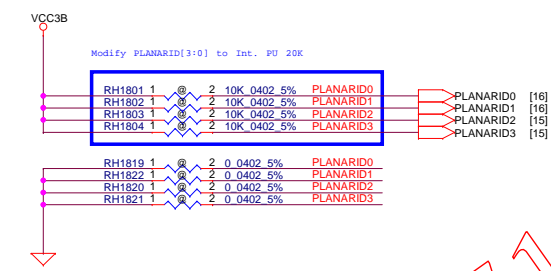 VCC3B
Modify PLANARID[3:0] to Int. PU 20K
RH1801 1 @ 2 10K_0402_5% PLANARID0 PLANARID0 [16]
RH1802 1 @ 2 10K_0402_5% PLANARID1 PLANARID1 [16]
RH1803 1 @ 2 10K_0402_5% PLANARID2 PLANARID2 [15]
RH1804 1 @ 2 10K_0402_5% PLANARID3 PLANARID3 [15]
RH1819 1 @ 2 0_0402_5% PLANARID0
RH1822 1 @ 2 0_0402_5% PLANARID1
RH1820 1 @ 2 0_0402_5% PLANARID2
RH1821 1 @ 2 0_0402_5% PLANARID3